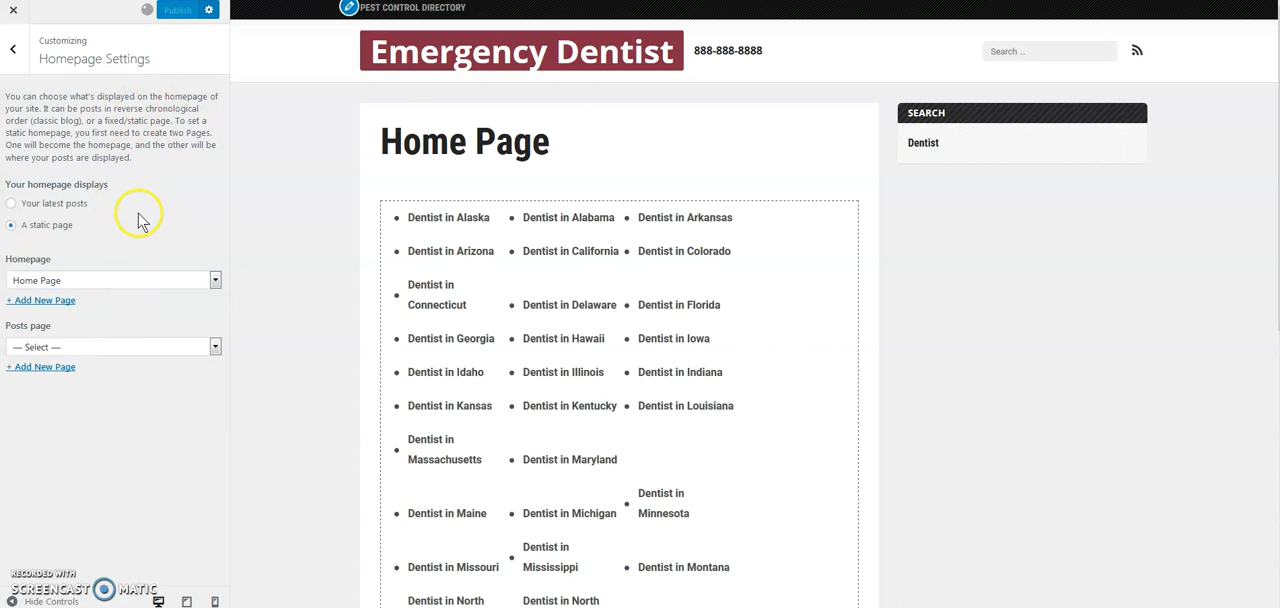 Publish
Customizing
Homepage Settings
You can choose what's displayed on the homepage of
your site. It can be posts in reverse chronological
order (classic blog), or a fixed/static page. To set a
static homepage, you first need to create two Pages.
One will become the homepage, and the other will be
where your posts are displayed.
Your homepage displays
Your latest posts
A static page
Homepage
Home Page
+ Add New Page
Posts page
— Select —
+ Add New Page
RECORDED WITH
SCREENCAST MATIC
Hide Controls
PEST CONTROL DIRECTORY
Emergency Dentist 888-888-8888
Search ...
Home Page
Dentist in Alaska
Dentist in Alabama
Dentist in Arkansas
Dentist in Arizona
Dentist in California
Dentist in Colorado
Dentist in
Connecticut
Dentist in Delaware
Dentist in Florida
Dentist in Georgia
Dentist in Hawaii
Dentist in Iowa
Dentist in Idaho
Dentist in Illinois
Dentist in Indiana
Dentist in Kansas
Dentist in Kentucky
Dentist in Louisiana
Dentist in
Massachusetts
Dentist in Maryland
Dentist in Maine
Dentist in Michigan
Dentist in
Minnesota
Dentist in Missouri
Dentist in
Mississippi
Dentist in Montana
Dentist in North
Dentist in North
SEARCH
Dentist